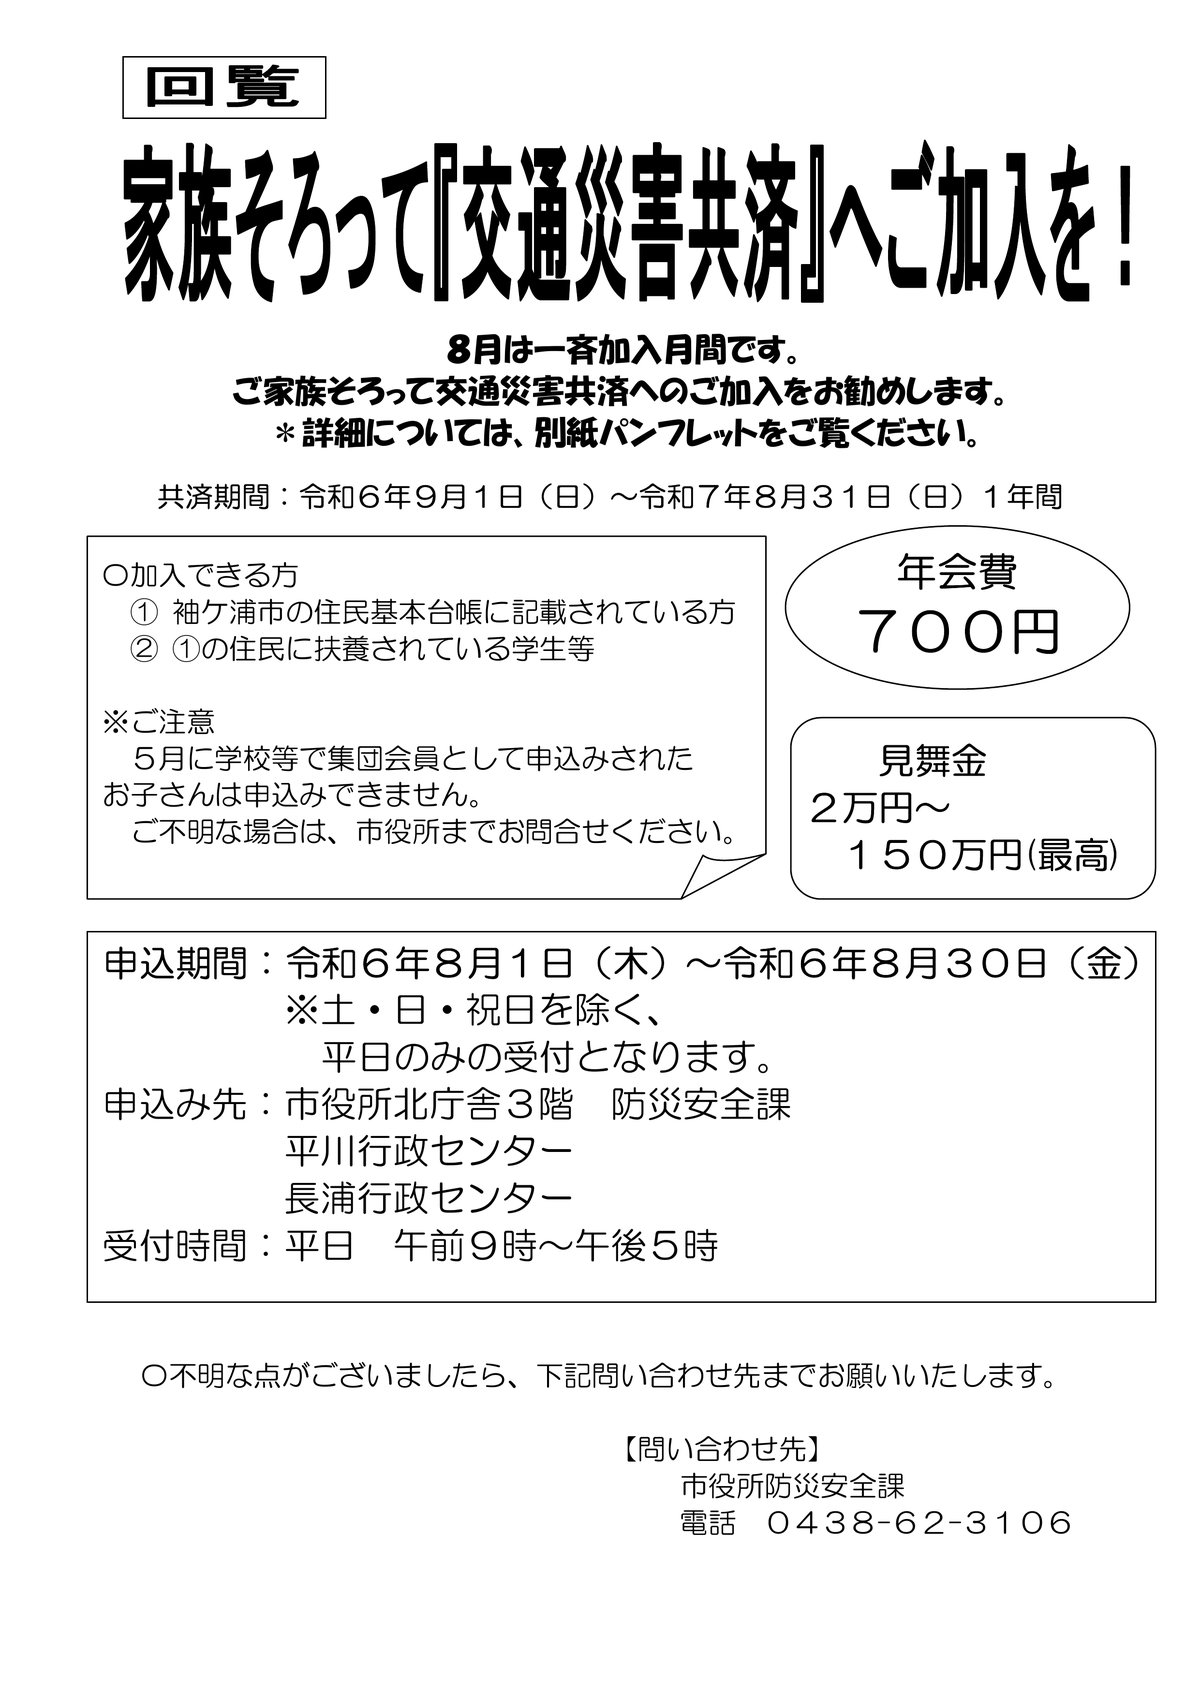 回覧
家族そろって『交通災害共済』へご加入を！
８月は一斉加入月間です。
ご家族そろって交通災害共済へのご加入をお勧めします。
＊詳細については、別紙パンフレットをご覧ください。
共済期間：令和６年９月１日（日）～令和７年８月３１日（日）１年間
〇加入できる方
① 袖ケ浦市の住民基本台帳に記載されている方
② ①の住民に扶養されている学生等
※ご注意
５月に学校等で集団会員として申込みされた
お子さんは申込みできません。
ご不明な場合は、市役所までお問合せください。
年会費
７００円
見舞金
２万円～
１５０万円(最高)
申込期間：令和６年８月１日（木）～令和６年８月３０日（金）
※土・日・祝日を除く、
平日のみの受付となります。
申込み先：市役所北庁舎３階　防災安全課
平川行政センター
長浦行政センター
受付時間：平日　午前９時～午後５時
〇不明な点がございましたら、下記問い合わせ先までお願いいたします。
【問い合わせ先】
市役所防災安全課
電話　０４３８-６２-３１０６